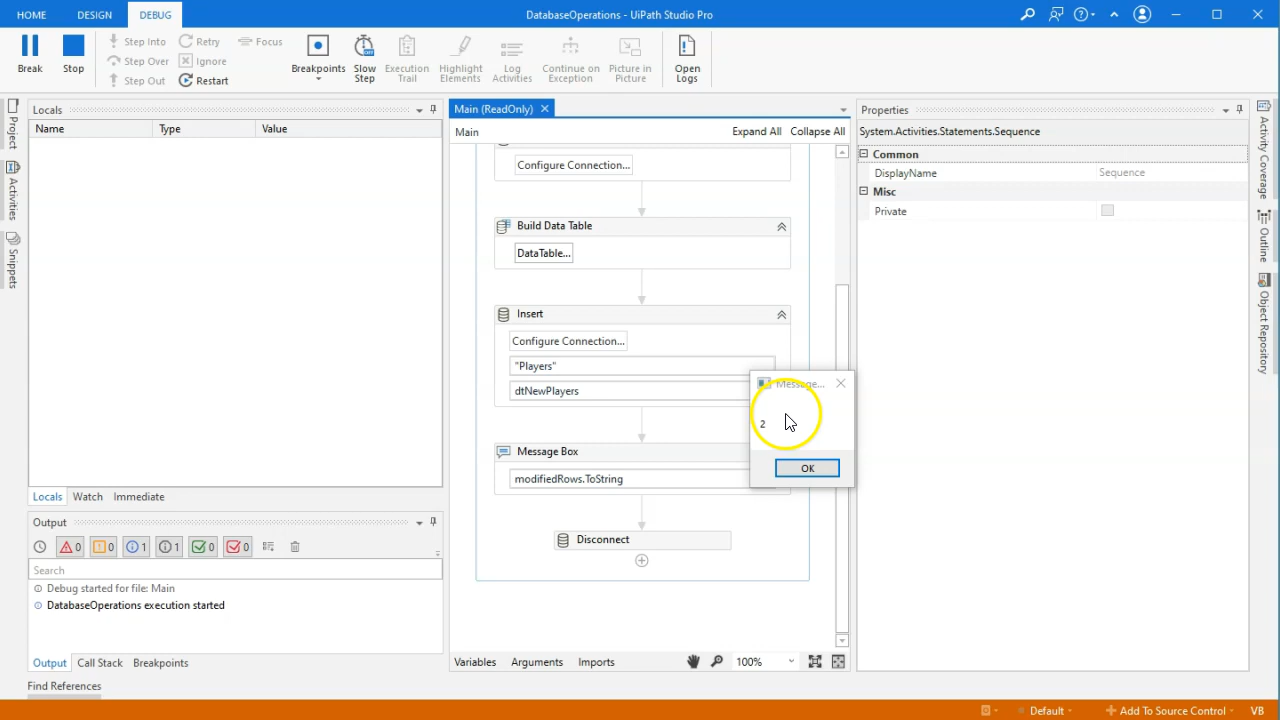 HOME DESIGN DEBUG DatabaseOperations - UiPath Studio Pro
Break
Stop
Step Into
Step Over
Step Out
Retry
Ignore
Restart
Focus
Breakpoints
Slow
Step
Execution
Trail
Highlight
Elements
Log
Activities
Continue on
Exception
Picture in
Picture
Open
Logs
Project
Activities
Snippets
Locals
Name Type Value
Locals Watch Immediate
Output
0 0 1 1 0 0
Search
Debug started for file: Main
DatabaseOperations execution started
Output Call Stack Breakpoints
Find References
Main (ReadOnly)
Main Expand All Collapse All
Configure Connection...
Build Data Table
DataTable...
Insert
Configure Connection...
"Players"
dtNewPlayers
Message Box
modifiedRows.ToString
Disconnect
Message...
2
OK
Variables Arguments Imports 100%
Properties
System.Activities.Statements.Sequence
Common
DisplayName Sequence
Misc
Private
Activity Coverage
Outline
Object Repository
Default Add To Source Control VB